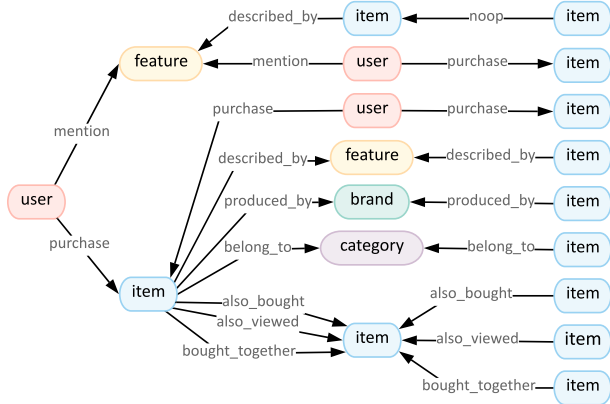 described_by
item
noop
item
feature
mention
user
purchase
item
mention
purchase
user
purchase
item
described_by
feature
described_by
item
user
produced_by
brand
produced_by
item
purchase
belong_to
category
belong_to
item
item
also_bought
also_bought
item
also_viewed
item
also_viewed
item
bought_together
bought_together
item